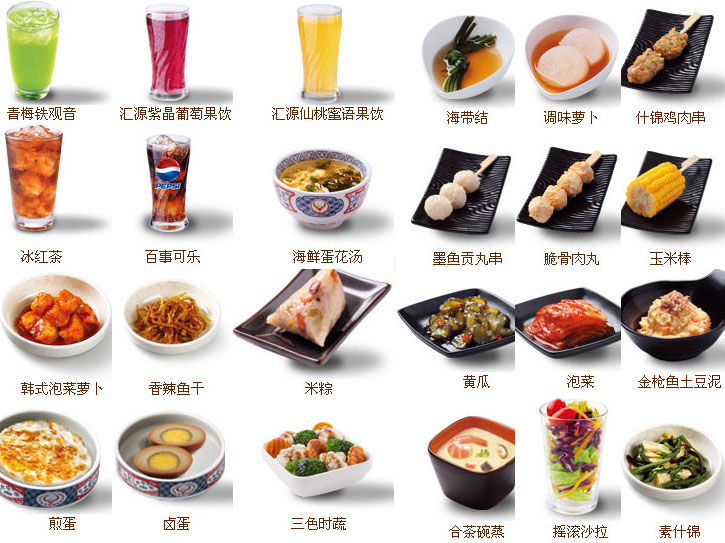 青梅铁观音
汇源紫晶葡萄果饮
汇源仙桃蜜语果饮
海带结
调味萝卜
什锦鸡肉串
PEPSI
冰红茶
百事可乐
海鲜蛋花汤
墨鱼贡丸串
脆骨肉丸
玉米棒
韩式泡菜萝卜
香辣鱼干
米粽
黄瓜
泡菜
金枪鱼土豆泥
煎蛋
卤蛋
三色时蔬
合茶碗蒸
摇滚沙拉
素什锦